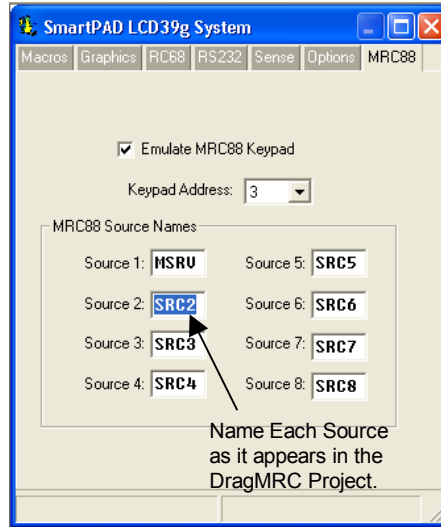 SmartPAD LCD39g System
Macros Graphics RC68 RS232 Sense Options MRC88
Emulate MRC88 Keypad
Keypad Address: 3
MRC88 Source Names
Source 1: MSRV Source 5: SRC5
Source 2: SRC2 Source 6: SRC6
Source 3: SRC3 Source 7: SRC7
Source 4: SRC4 Source 8: SRC8
Name Each Source
as it appears in the
DragMRC Project.